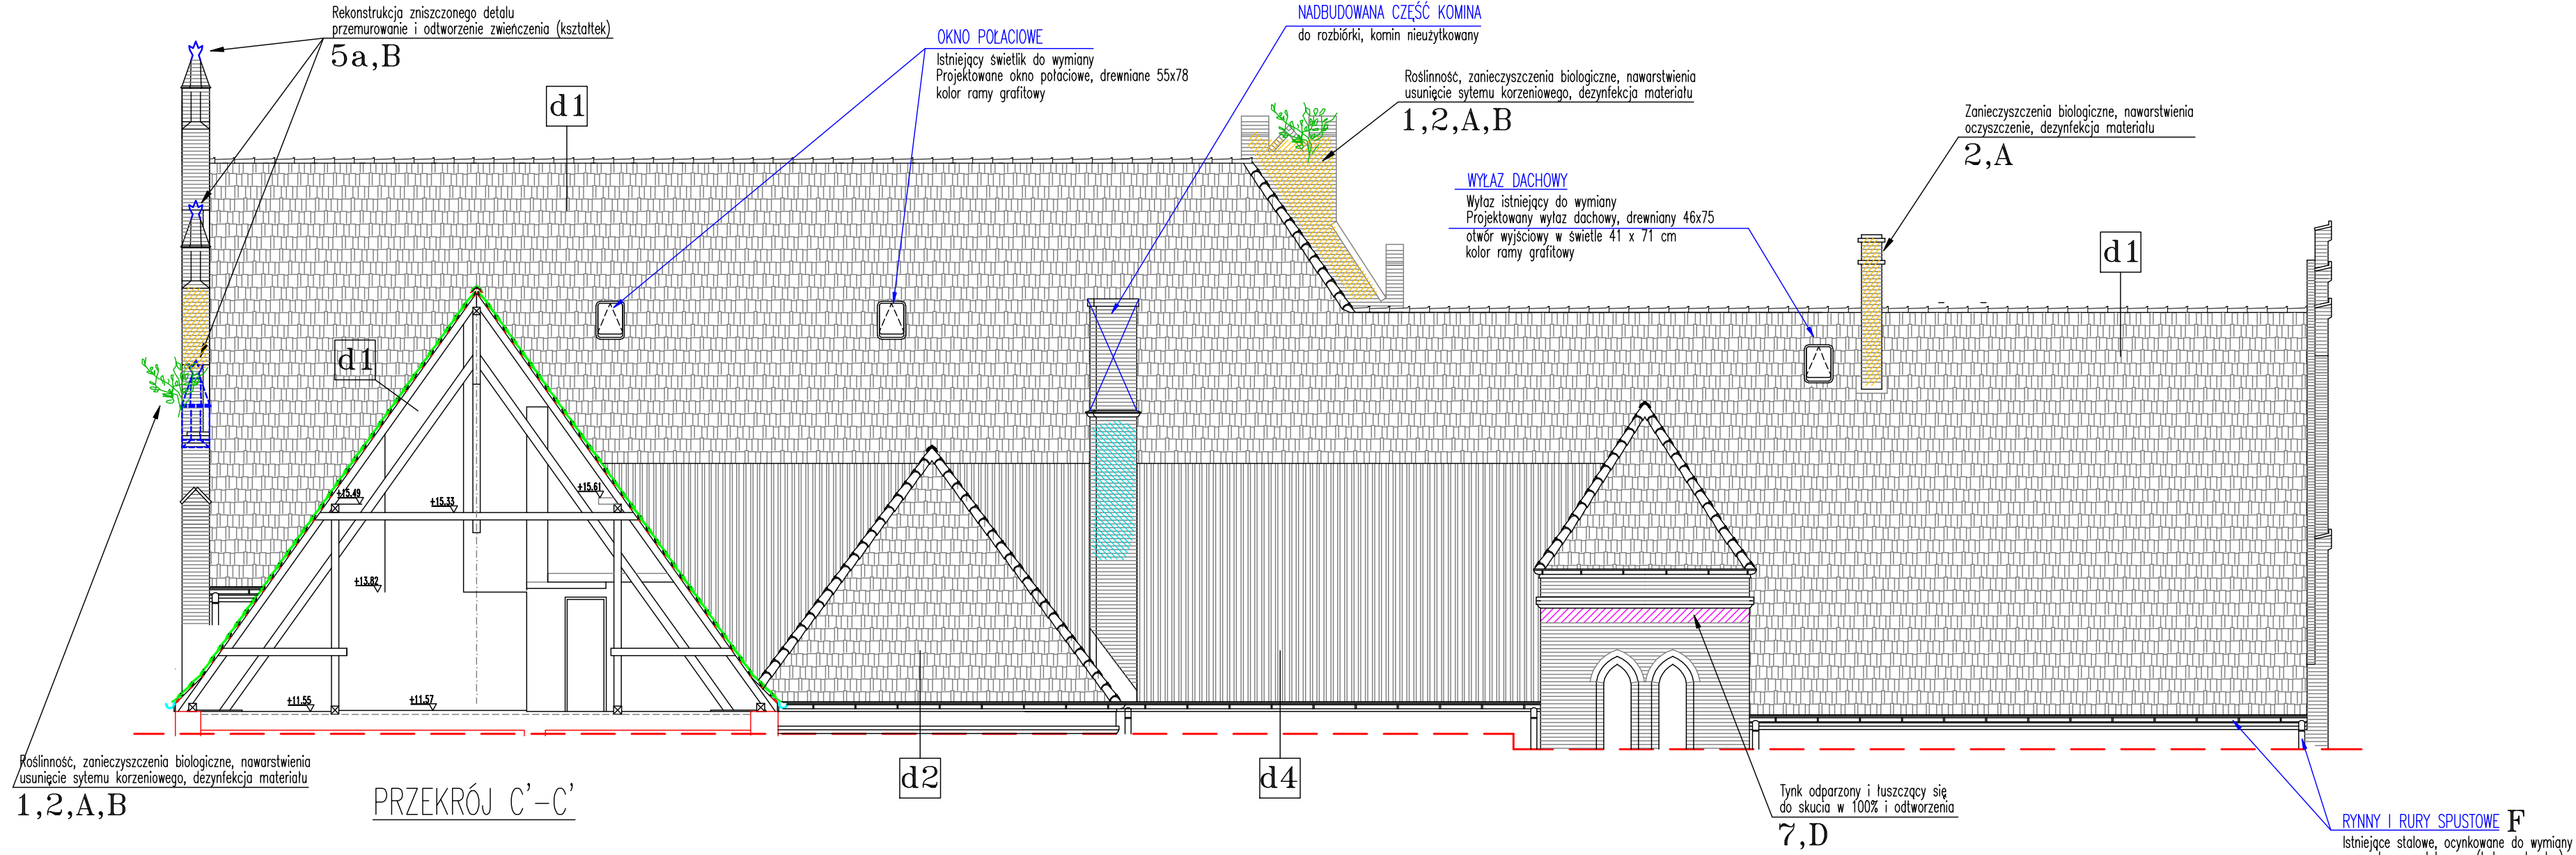 Rekonstrukcja zniszczonego detalu
przemurowanie i odtworzenie zwieńczenia (kształtek)
5a,B
OKNO POŁACIOWE
Istniejący świetlik do wymiany
Projektowane okno połaciowe, drewniane 55x78
kolor ramy grafitowy
NADBUDOWANA CZĘŚĆ KOMINA
do rozbiórki, komin nieużytkowany
Roślinność, zanieczyszczenia biologiczne, nawarstwienia
usunięcie sytemu korzeniowego, dezynfekcja materiału
1,2,A,B
Zanieczyszczenia biologiczne, nawarstwienia
oczyszczenie, dezynfekcja materiału
2,A
WYŁAZ DACHOWY
Wyłaz istniejący do wymiany
Projektowany wyłaz dachowy, drewniany 46x75
otwór wyjściowy w świetle 41 x 71 cm
kolor ramy grafitowy
d1
d1
d1
+15.49
+15.33
+15.61
+13.82
+11.55
+11.57
Roślinność, zanieczyszczenia biologiczne, nawarstwienia
usunięcie sytemu korzeniowego, dezynfekcja materiału
1,2,A,B
PRZEKRÓJ C'-C'
d2
d4
Tynk odparzony i łuszczący się
do skucia w 100% i odtworzenia
7,D
RYNNY I RURY SPUSTOWE F
Istniejące stalowe, ocynkowane do wymiany